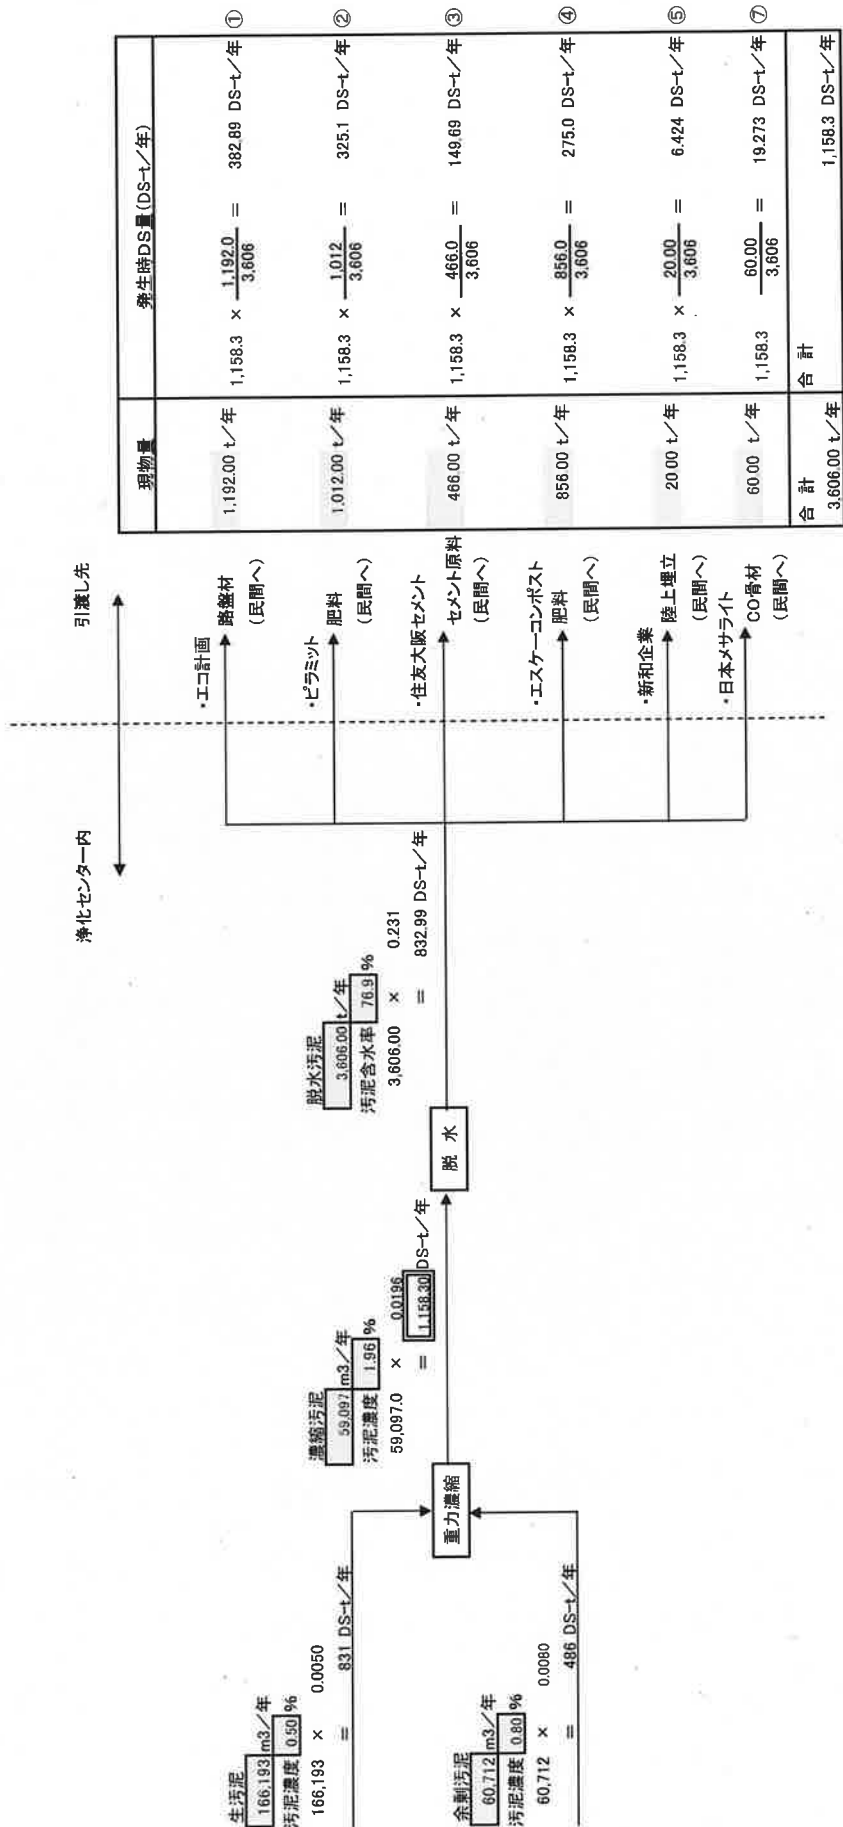 浄化センター内
引渡し先
生汚泥
166,193 m3/年
汚泥濃度 0.50 %
166,193 × 0.0050
= 831 DS-t/年
余剰汚泥
60,712 m3/年
汚泥濃度 0.80 %
60,712 × 0.0080
= 486 DS-t/年
重力濃縮
濃縮汚泥
59,097 m3/年
汚泥濃度 1.96 %
59,097.0 × 0.0196
= 1,158.30 DS-t/年
脱 水
脱水汚泥
3,606.00 t/年
汚泥含水率 76.9 %
3,606.00 × 0.231
= 832.99 DS-t/年
・エコ計画
路盤材
(民間へ)
・ピラミット
肥料
(民間へ)
・住友大阪セメント
セメント原料
(民間へ)
・エスケーコンポスト
肥料
(民間へ)
・新和企業
陸上埋立
(民間へ)
・日本メサライト
CO骨材
(民間へ)
現物量 発生時DS量(DS-t/年)
1,192.00 t/年 1,158.3 × 1,192.0 / 3,606 = 382.89 DS-t/年 ①
1,012.00 t/年 1,158.3 × 1,012 / 3,606 = 325.1 DS-t/年 ②
466.00 t/年 1,158.3 × 466.0 / 3,606 = 149.69 DS-t/年 ③
856.00 t/年 1,158.3 × 856.0 / 3,606 = 275.0 DS-t/年 ④
20.00 t/年 1,158.3 × 20.00 / 3,606 = 6.424 DS-t/年 ⑤
60.00 t/年 1,158.3 60.00 / 3,606 = 19.273 DS-t/年 ⑦
合 計 合 計
3,606.00 t/年 1,158.3 DS-t/年